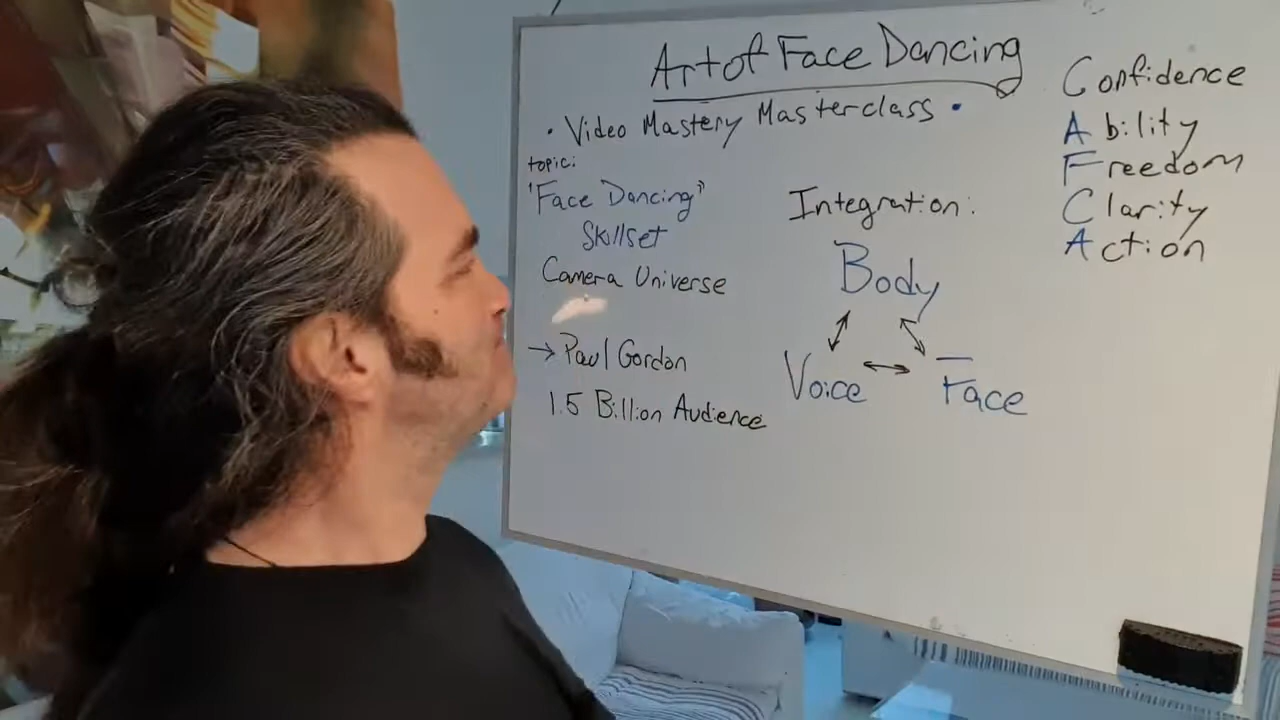 Art of Face Dancing
• Video Mastery Masterclass •
topic:
"Face Dancing"
Skillset
Camera Universe
→ Paul Gordon
1.5 Billion Audience
Integration:
Body
Voice ↔ Face
Confidence
Ability
Freedom
Clarity
Action